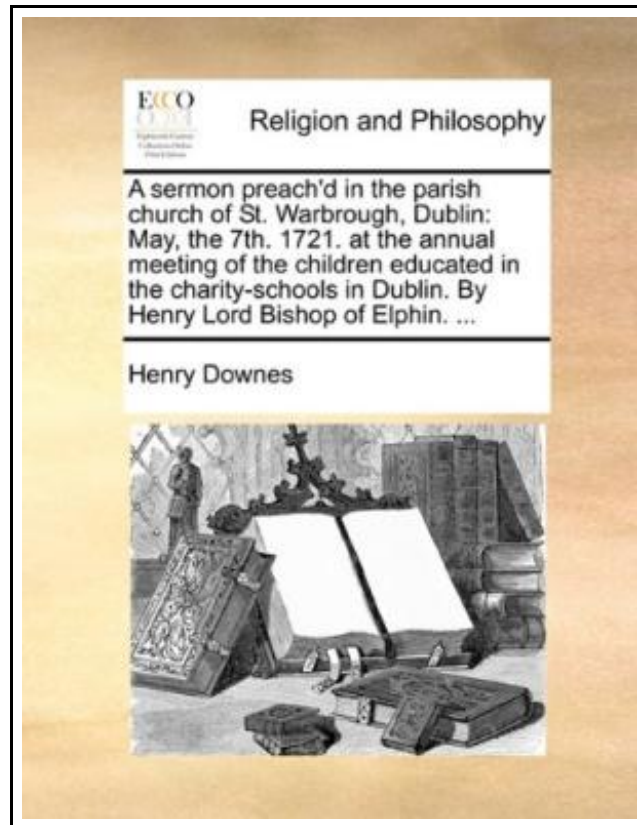 ECCO
Religion and Philosophy
A sermon preach'd in the parish
church of St. Warbrough, Dublin:
May, the 7th. 1721. at the annual
meeting of the children educated in
the charity-schools in Dublin. By
Henry Lord Bishop of Elphin. ...
Henry Downes